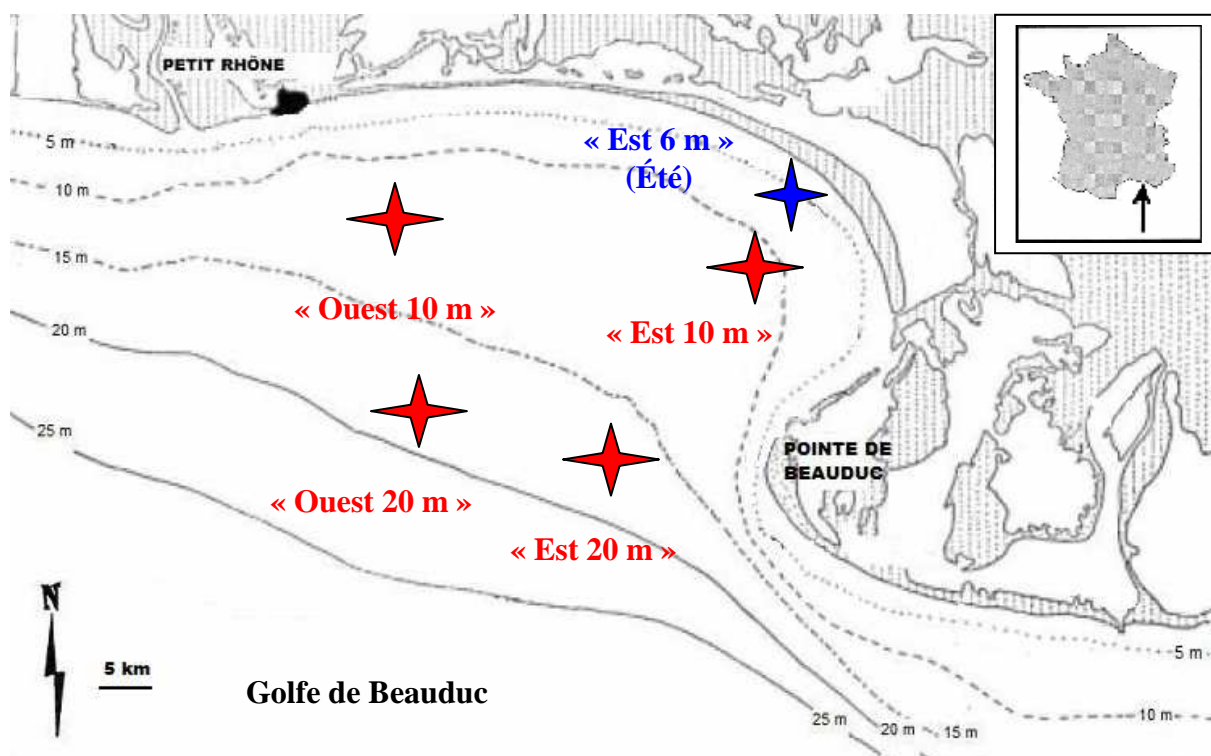 PETIT RHÔNE
« Est 6 m »
(Été)
5 m
10 m
15 m
20 m
25 m
« Ouest 10 m »
« Est 10 m »
« Ouest 20 m »
« Est 20 m »
POINTE DE
BEAUDUC
N
5 km
Golfe de Beauduc
5 m
10 m
15 m
20 m
25 m